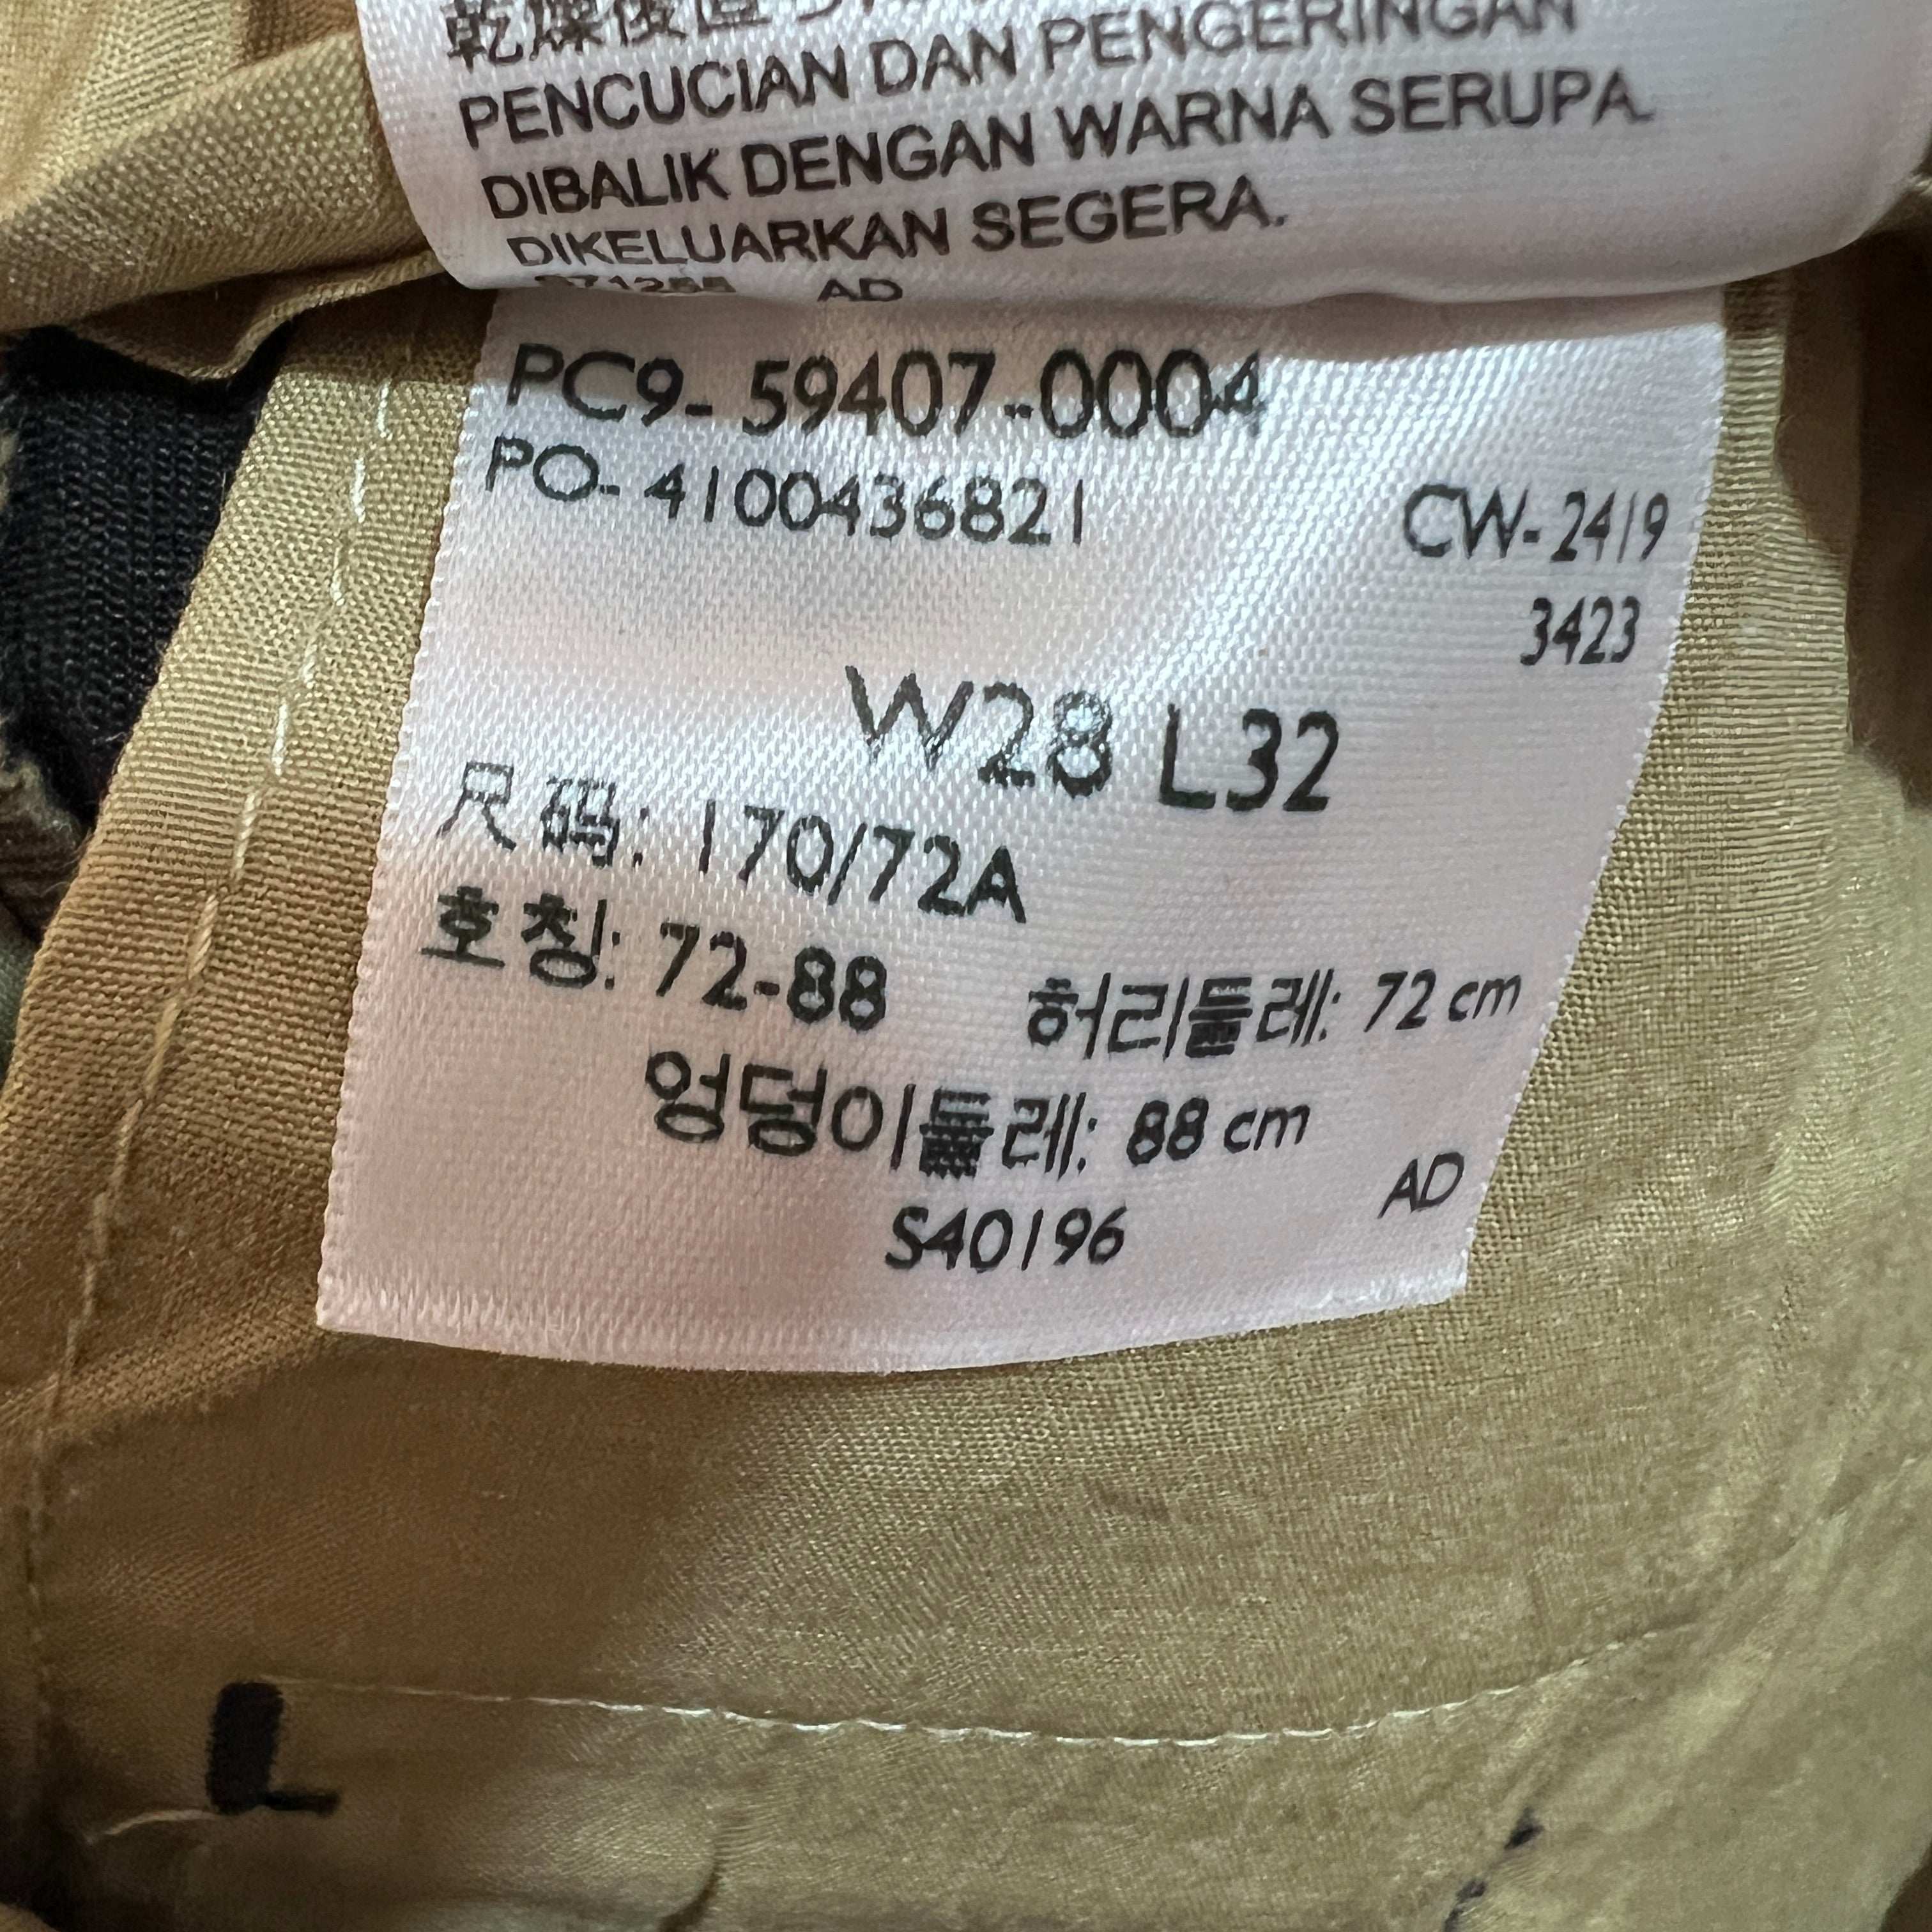 PENCUCIAN DAN PENGERINGAN
DIBALIK DENGAN WARNA SERUPA.
DIKELUARKAN SEGERA.
AD
PC9- 59407-0004
PO- 4100436821
CW- 2419
3423
W28 L32
尺码: 170/72A
호칭: 72-88 허리둘레: 72 cm
엉덩이둘레: 88 cm
AD
S40196
L